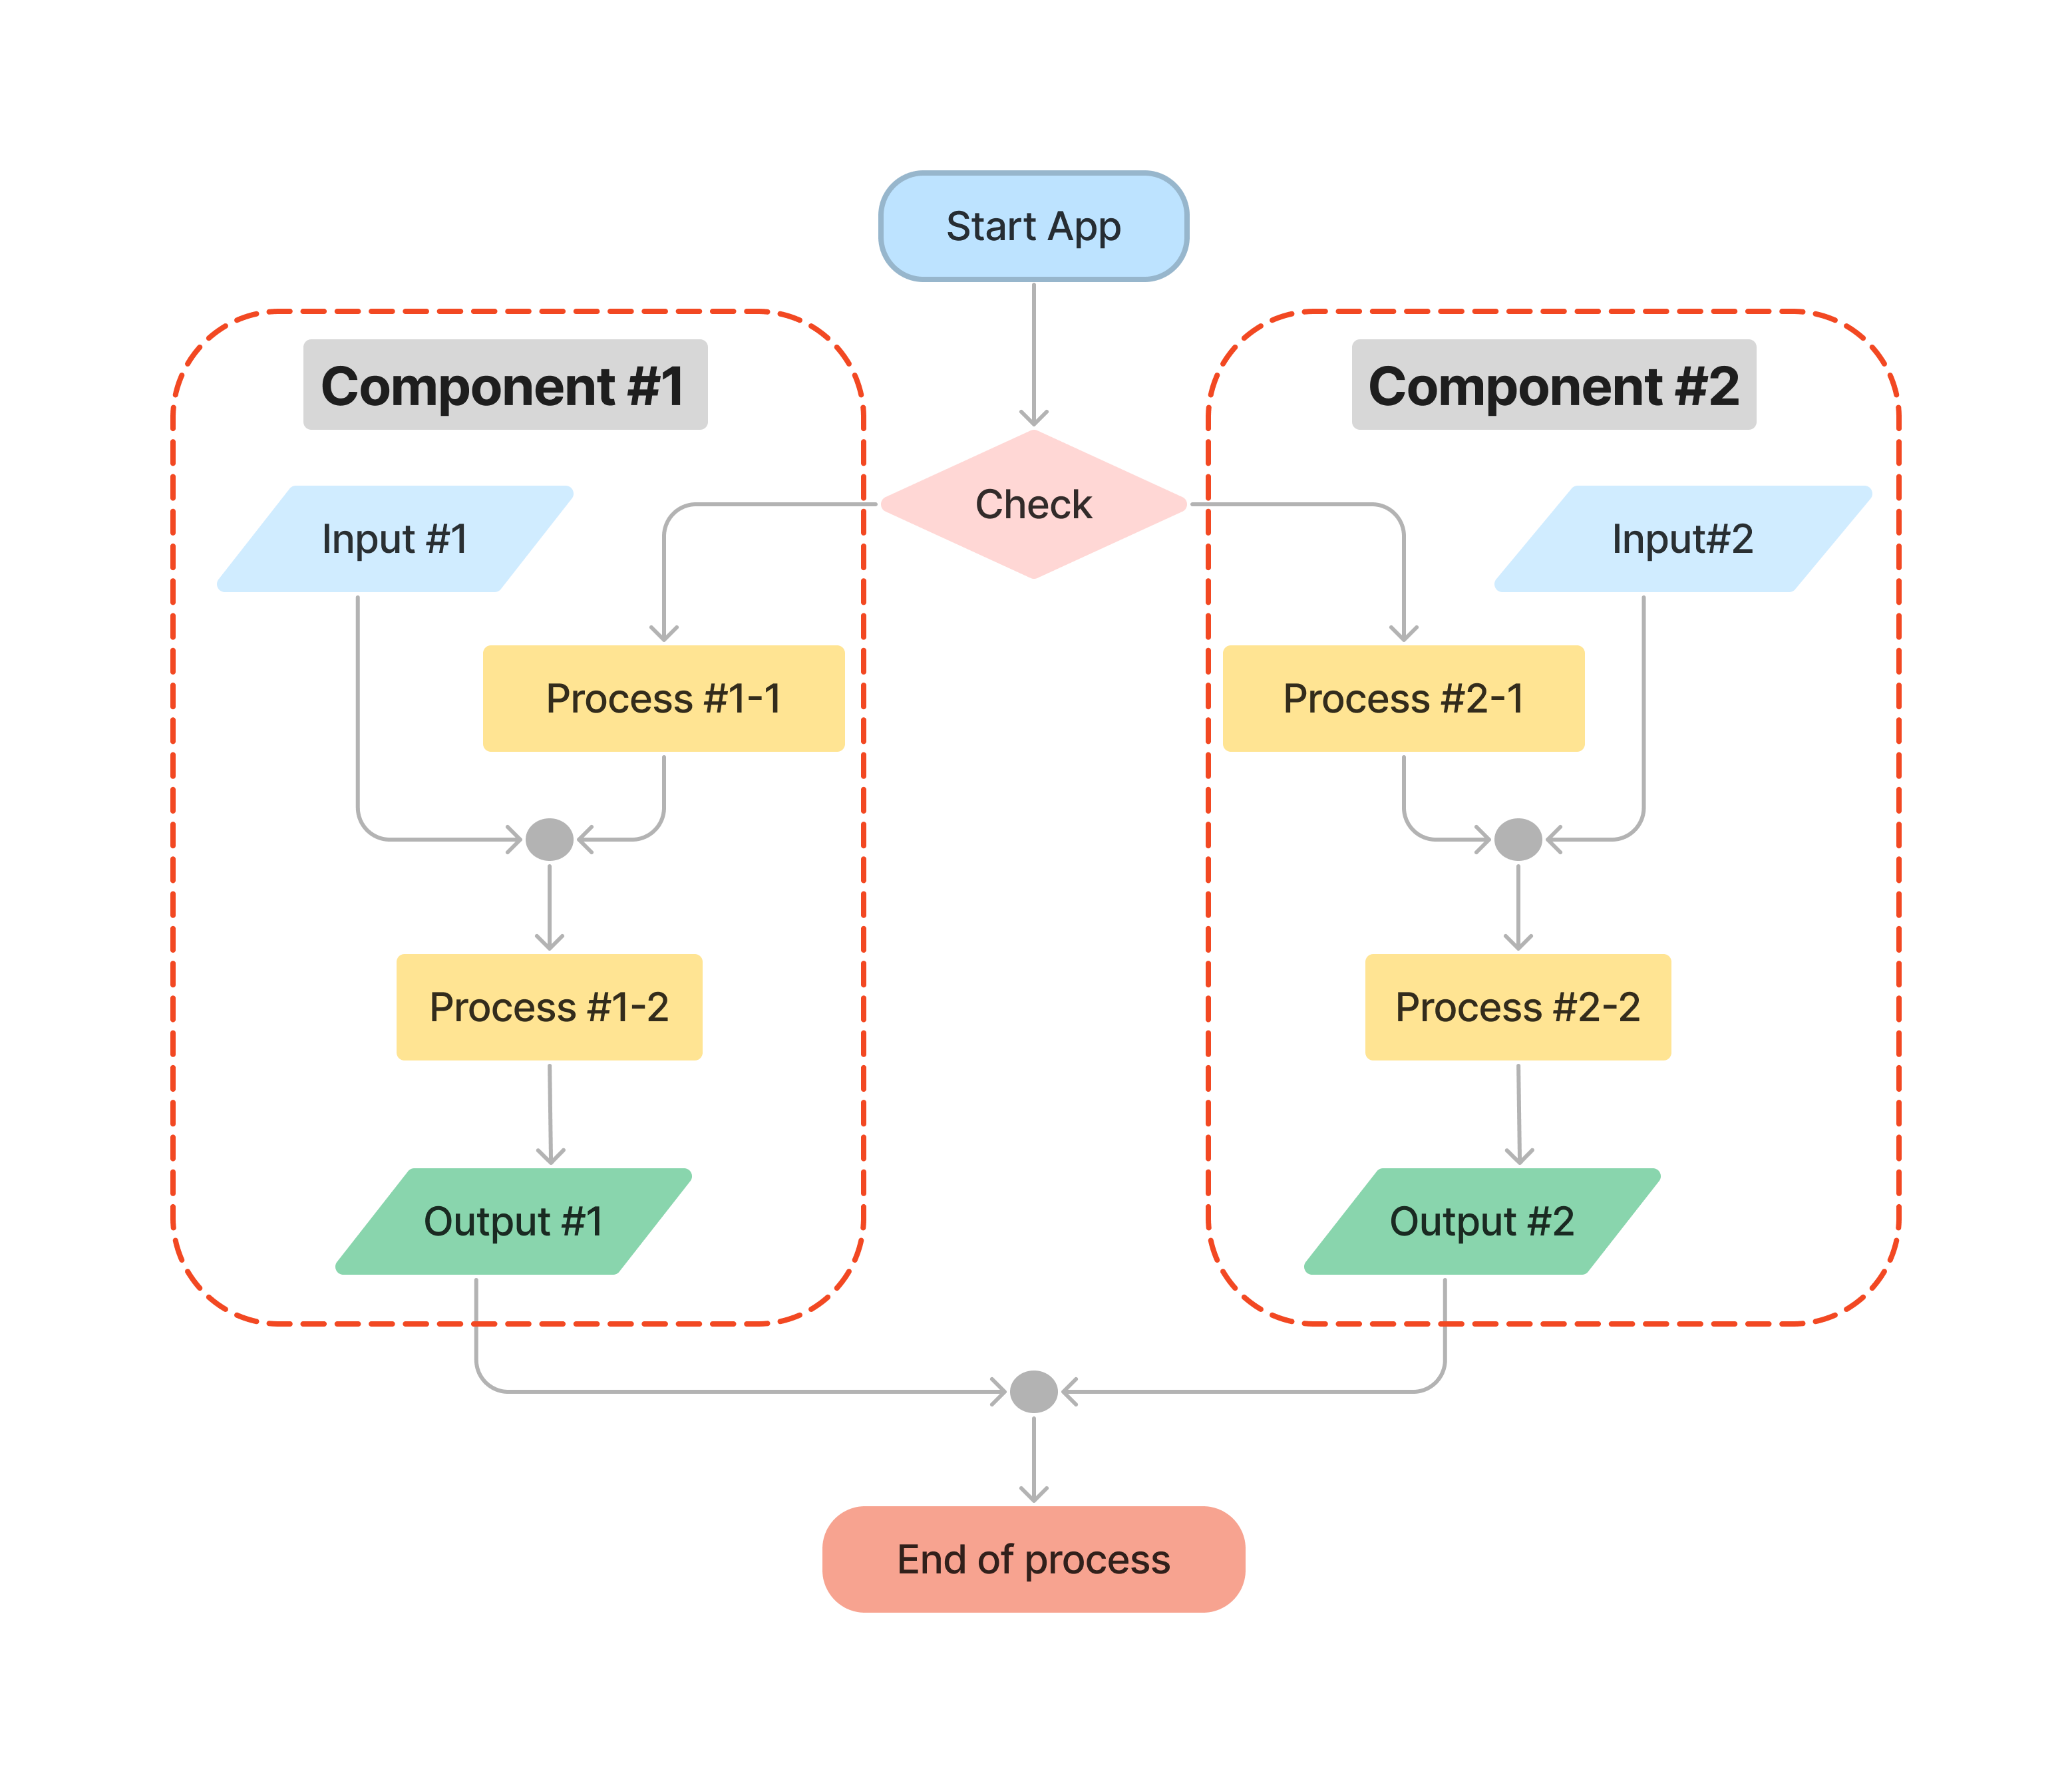 Start App
Component #1
Component #2
Check
Input #1
Input#2
Process #1-1
Process #2-1
Process #1-2
Process #2-2
Output #1
Output #2
End of process